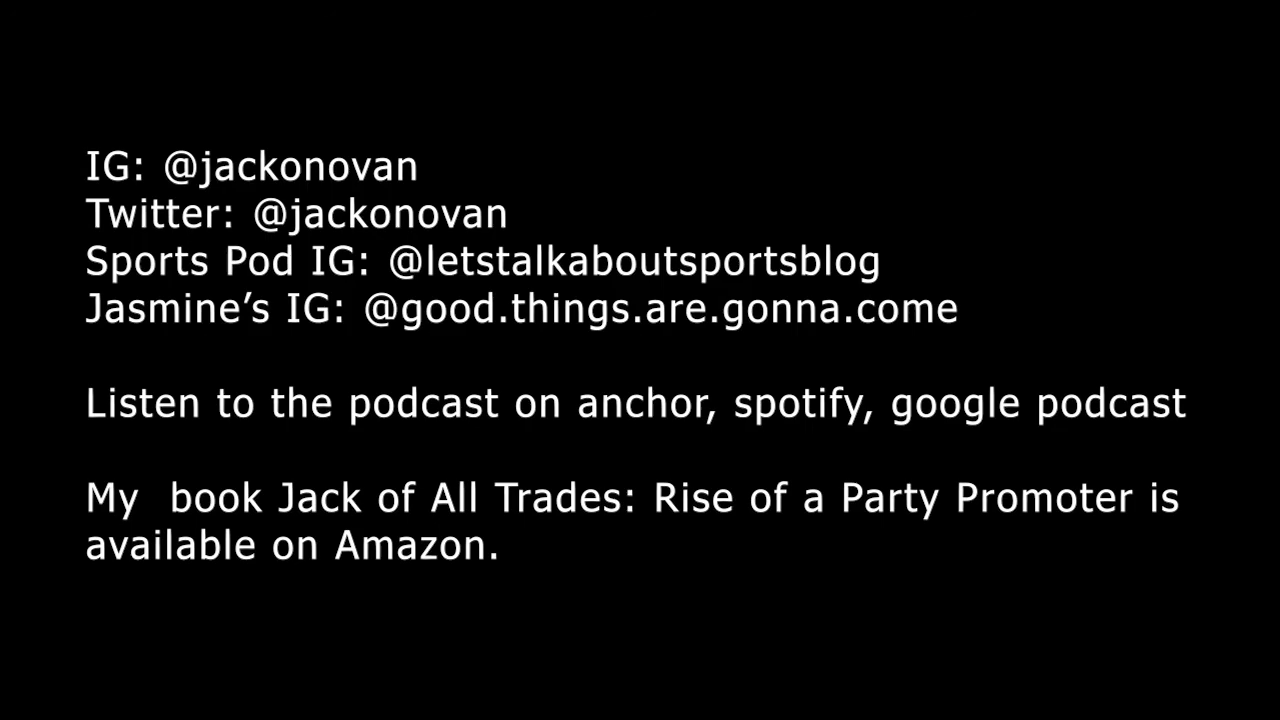 IG: @jackonovan
Twitter: @jackonovan
Sports Pod IG: @letstalkaboutsportsblog
Jasmine’s IG: @good.things.are.gonna.come
Listen to the podcast on anchor, spotify, google podcast
My  book Jack of All Trades: Rise of a Party Promoter is
available on Amazon.